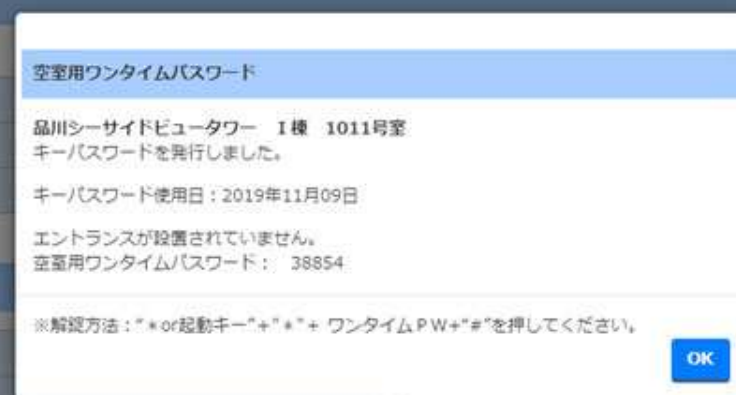 空室用ワンタイムパスワード
品川シーサイドビュータワー　Ⅰ棟　1011号室
キーパスワードを発行しました。
キーパスワード使用日：2019年11月09日
エントランスが設置されていません。
空室用ワンタイムパスワード：　38854
※解錠方法："＊or起動キー"+"＊"+ ワンタイムＰＷ+"#"を押してください。
OK